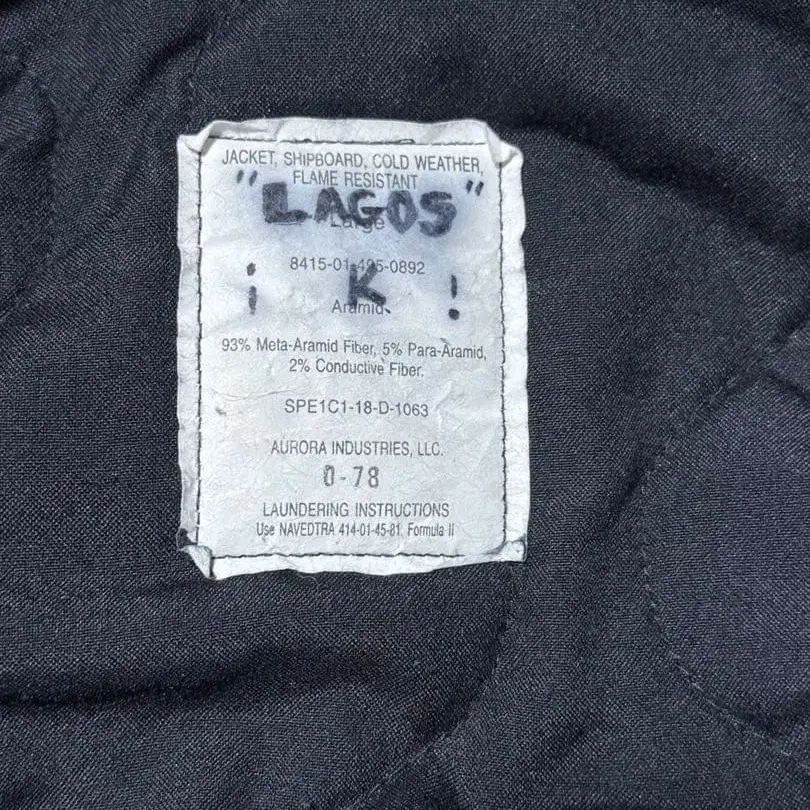 JACKET, SHIPBOARD, COLD WEATHER,
FLAME RESISTANT
"LAGOS"
Large
8415-01-495-0892
¡ K !
Aramid
93% Meta-Aramid Fiber, 5% Para-Aramid,
2% Conductive Fiber.
SPE1C1-18-D-1063
AURORA INDUSTRIES, LLC.
0-78
LAUNDERING INSTRUCTIONS
Use NAVEDTRA 414-01-45-81, Formula II